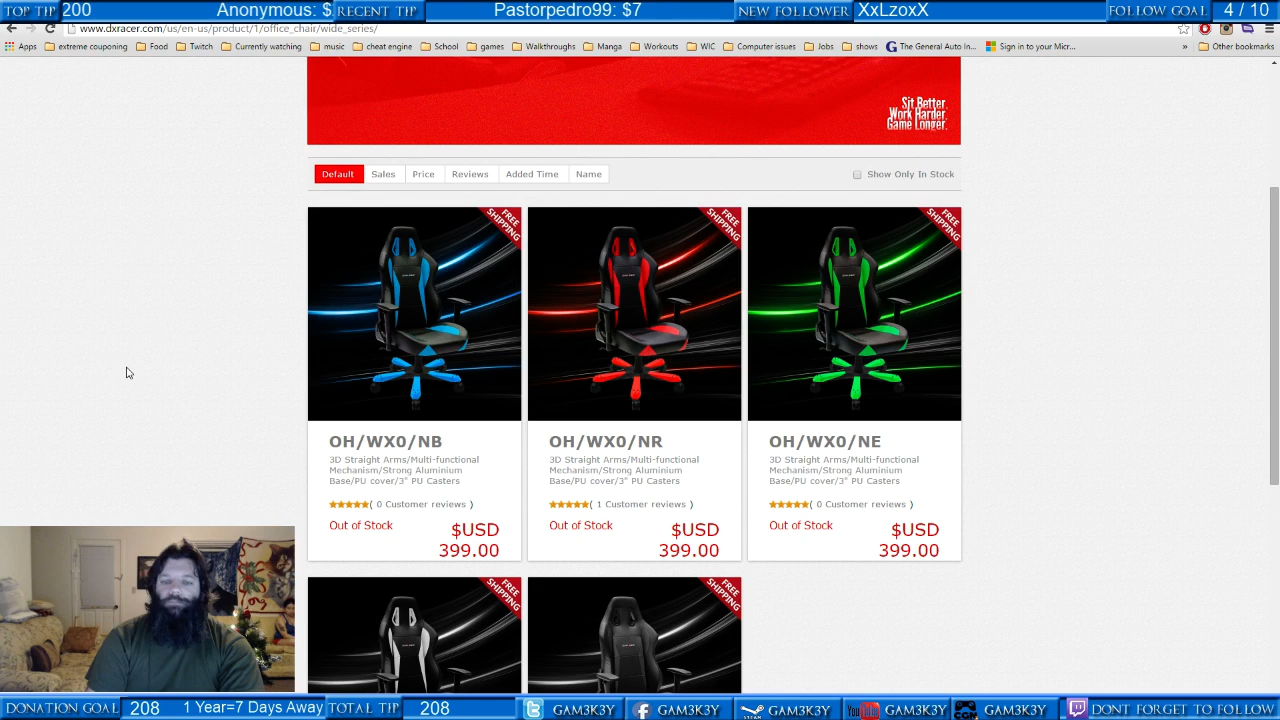 TOP TIP 200 Anonymous: $ RECENT TIP Pastorpedro99: $7 NEW FOLLOWER XxLzoxX FOLLOW GOAL 4 / 10
www.dxracer.com/us/en-us/product/1/office_chair/wide_series/
Apps extreme couponing Food Twitch Currently watching music cheat engine School games Walkthroughs Manga Workouts WIC Computer issues Jobs shows The General Auto In... Sign in to your Micr... » Other bookmarks
Sit Better.
Work Harder.
Game Longer.
Default Sales Price Reviews Added Time Name Show Only In Stock
FREE SHIPPING FREE SHIPPING FREE SHIPPING
OH/WX0/NB
3D Straight Arms/Multi-functional
Mechanism/Strong Aluminium
Base/PU cover/3" PU Casters
( 0 Customer reviews )
Out of Stock $USD
399.00
OH/WX0/NR
3D Straight Arms/Multi-functional
Mechanism/Strong Aluminium
Base/PU cover/3" PU Casters
( 1 Customer reviews )
Out of Stock $USD
399.00
OH/WX0/NE
3D Straight Arms/Multi-functional
Mechanism/Strong Aluminium
Base/PU cover/3" PU Casters
( 0 Customer reviews )
Out of Stock $USD
399.00
FREE SHIPPING FREE SHIPPING
DONATION GOAL 208 1 Year=7 Days Away TOTAL TIP 208 GAM3K3Y GAM3K3Y STEAM GAM3K3Y YouTube GAM3K3Y GAM3K3Y DONT FORGET TO FOLLOW